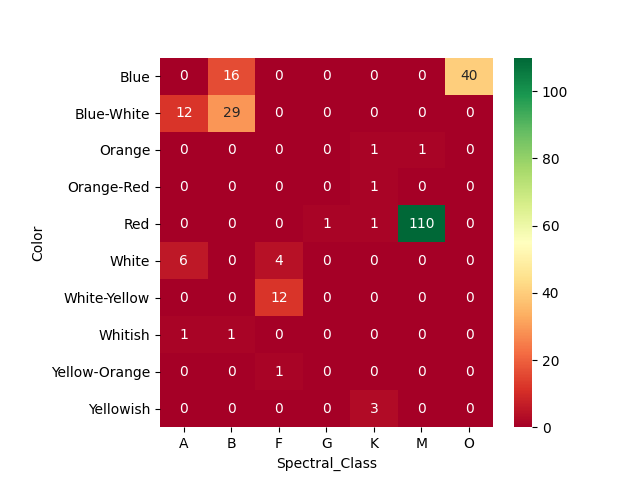 Blue 0 16 0 0 0 0 40
Blue-White 12 29 0 0 0 0 0
Orange 0 0 0 0 1 1 0
Orange-Red 0 0 0 0 1 0 0
Red 0 0 0 1 1 110 0
White 6 0 4 0 0 0 0
White-Yellow 0 0 12 0 0 0 0
Whitish 1 1 0 0 0 0 0
Yellow-Orange 0 0 1 0 0 0 0
Yellowish 0 0 0 0 3 0 0
A B F G K M O
Spectral_Class
Color
100
80
60
40
20
0